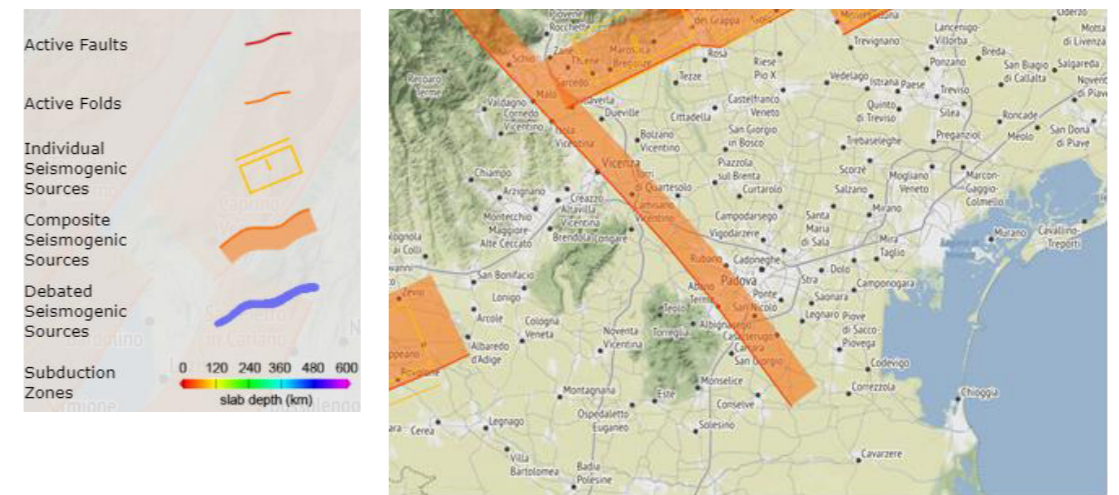 Active Faults
Active Folds
Individual
Seismogenic
Sources
Composite
Seismogenic
Sources
Debated
Seismogenic
Sources
Subduction
Zones
0 120 240 360 480 600
slab depth (km)
Piovene
Rocchette
del Grappa
Lancenigo-
Villorba
Oderzo
Motta
di Livenza
Schio
Zanè
Thiene
Marostica
Breganze
Rosà
Trevignano
Breda
Ponzano
San Biagio
di Callalta
Salgareda
Recoaro
Terme
Sarcedo
Malo
Tezze
Riese
Pio X
Vedelago
Istrana
Paese
Treviso
Valdagno
Cornedo
Vicentino
Isola
Vicentina
Dueville
Castelfranco
Veneto
Cittadella
Quinto
di Treviso
Silea
Roncade
Meolo
San Donà
di Piave
Bolzano
Vicentino
San Giorgio
in Bosco
Trebaseleghe
Preganziol
Vicenza
Torri
di Quartesolo
Piazzola
sul Brenta
Curtarolo
Scorzè
Mogliano
Veneto
Marcon-
Gaggio-
Colmello
Chiampo
Arzignano
Creazzo
Altavilla
Vicentina
Camisano
Vicentino
Salzano
Mirano
Montecchio
Maggiore-
Alte Ceccato
Brendola
Longare
Campodarsego
Vigodarzere
Santa
Maria
di Sala
Mira
Taglio
Murano
Cavallino-
Treporti
ai Colli
Rubano
Cadoneghe
Padova
Dolo
Stra
Camponogara
San Bonifacio
Lonigo
Abano
Terme
Ponte
San Nicolò
Saonara
Legnaro
Piove
di Sacco-
Piovega
Zevio
Arcole
Cologna
Veneta
Teolo
Torreglia
Albignasego
Noventa
Vicentina
Casalserugo
Cartura
San Giorgio
Albaredo
d'Adige
Bovolone
Codevigo
Monselice
Conselve
Correzzola
Chioggia
Montagnana
Este
Ospedaletto
Euganeo
Solesino
Cerea
Legnago
Villa
Bartolomea
Badia
Polesine
Cavarzere